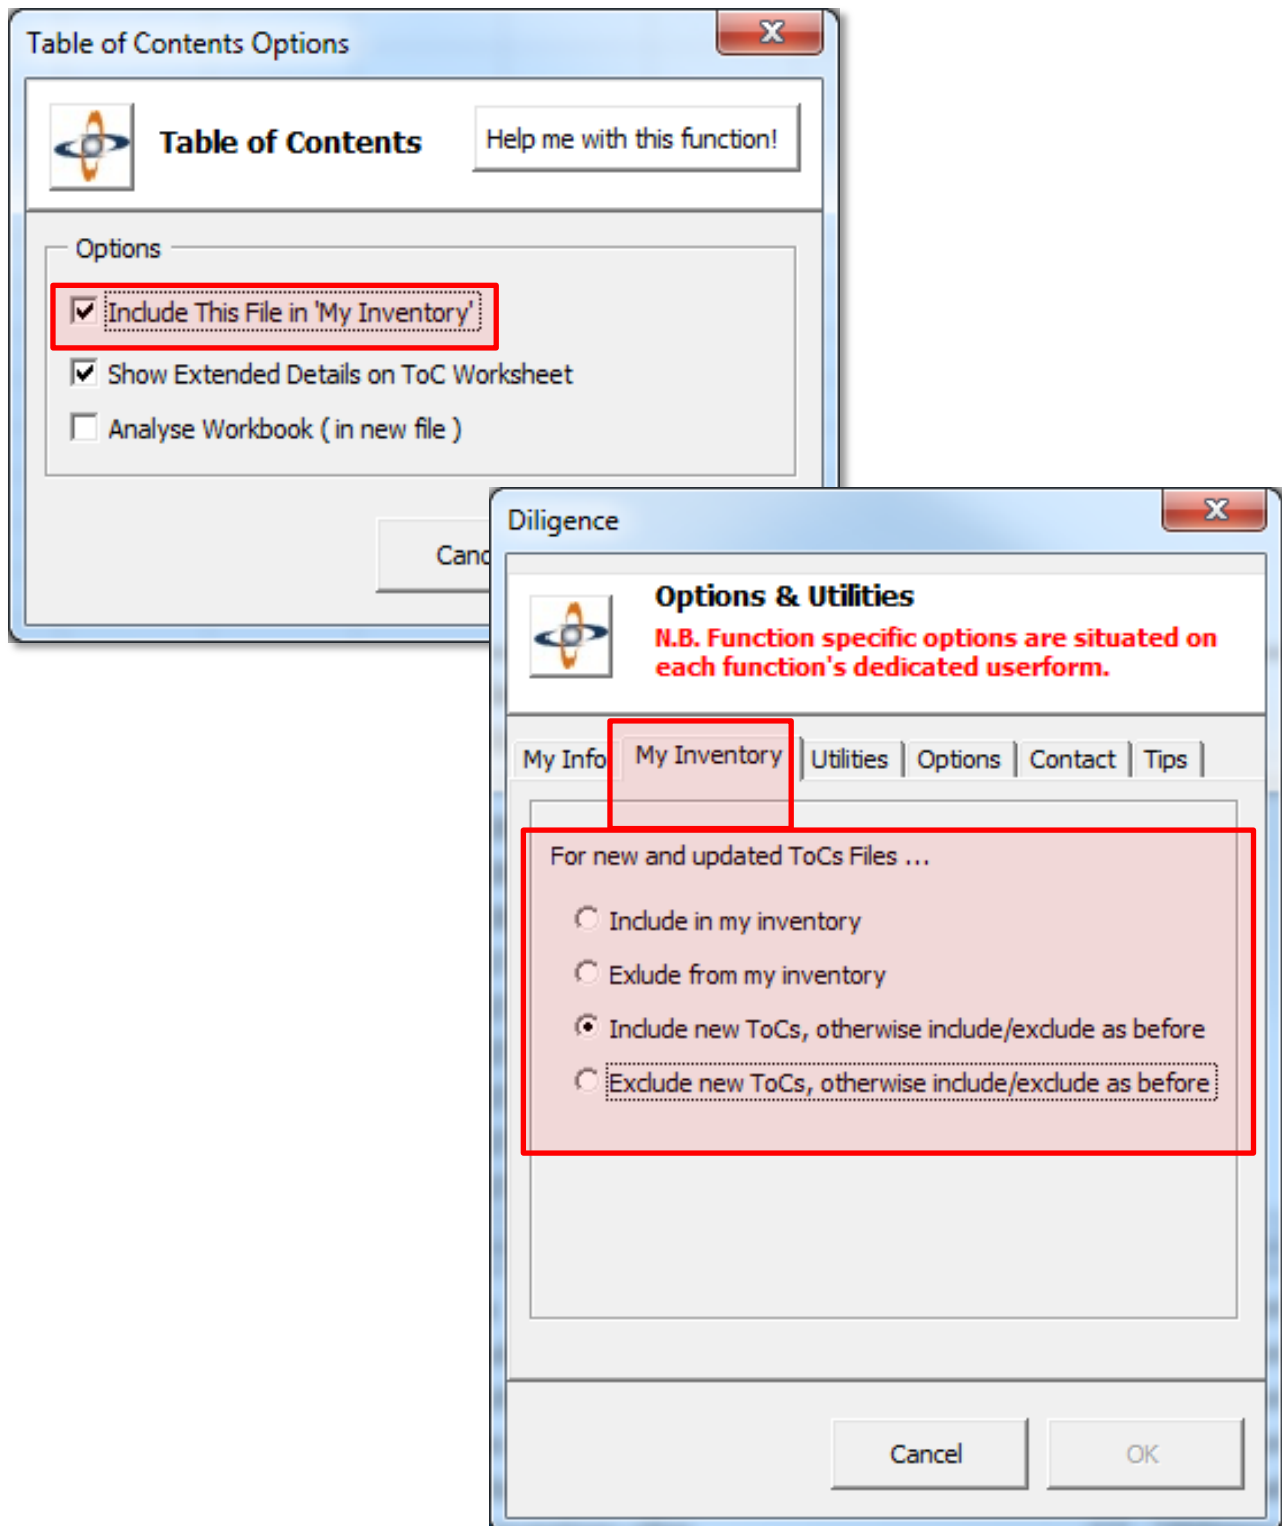 Table of Contents Options
Table of Contents
Help me with this function!
Options
Include This File in 'My Inventory'
Show Extended Details on ToC Worksheet
Analyse Workbook ( in new file )
Diligence
Options & Utilities
N.B. Function specific options are situated on
each function's dedicated userform.
My Info My Inventory Utilities Options Contact Tips
For new and updated ToCs Files ...
Include in my inventory
Exlude from my inventory
Include new ToCs, otherwise include/exclude as before
Exclude new ToCs, otherwise include/exclude as before
Cancel OK